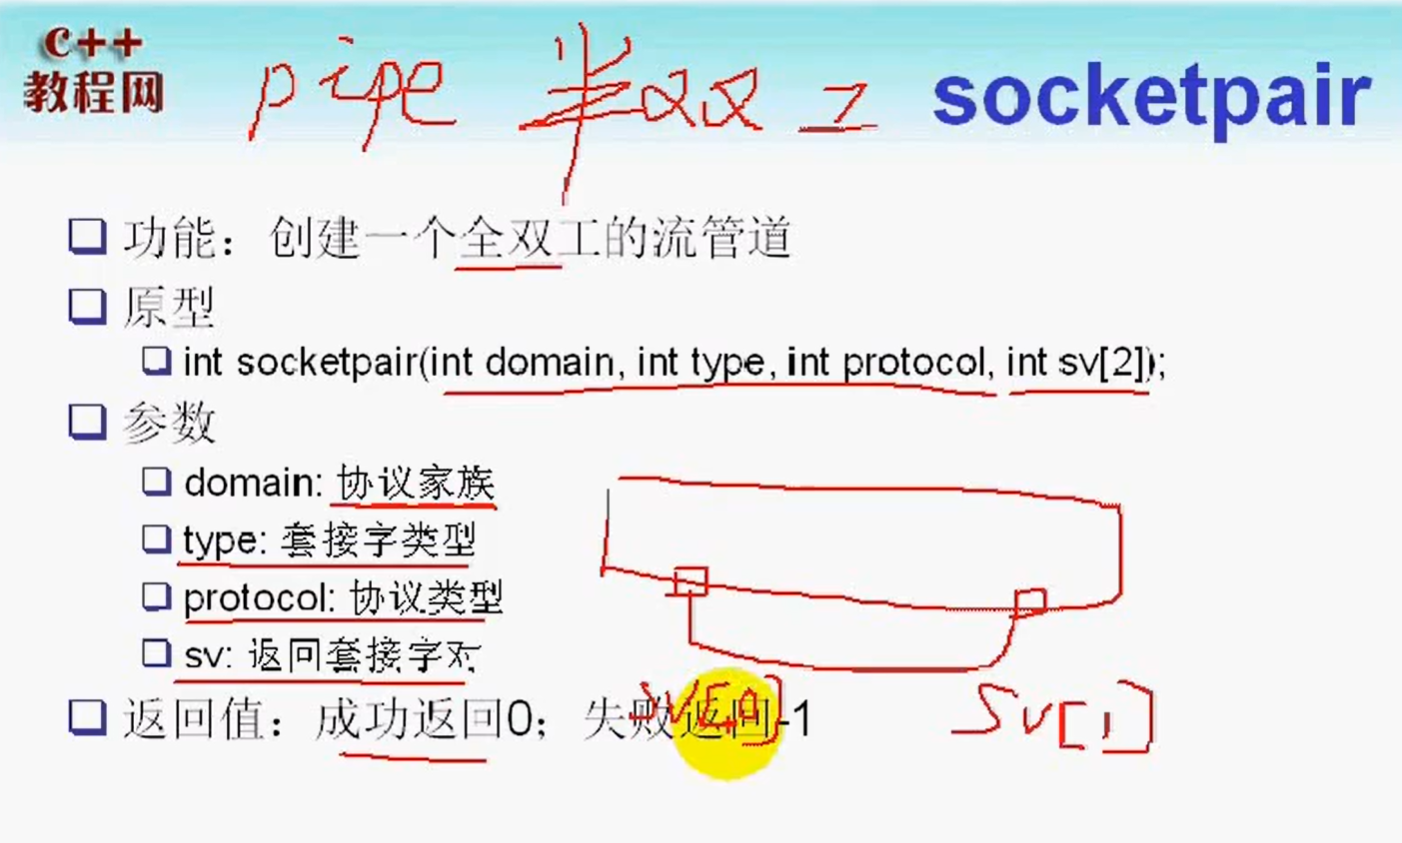 C++
教程网
pipe 半双工
socketpair
功能：创建一个全双工的流管道
原型
int socketpair(int domain, int type, int protocol, int sv[2]);
参数
domain: 协议家族
type: 套接字类型
protocol: 协议类型
sv: 返回套接字对
返回值：成功返回0；失败返回-1
sv[0]
sv[1]